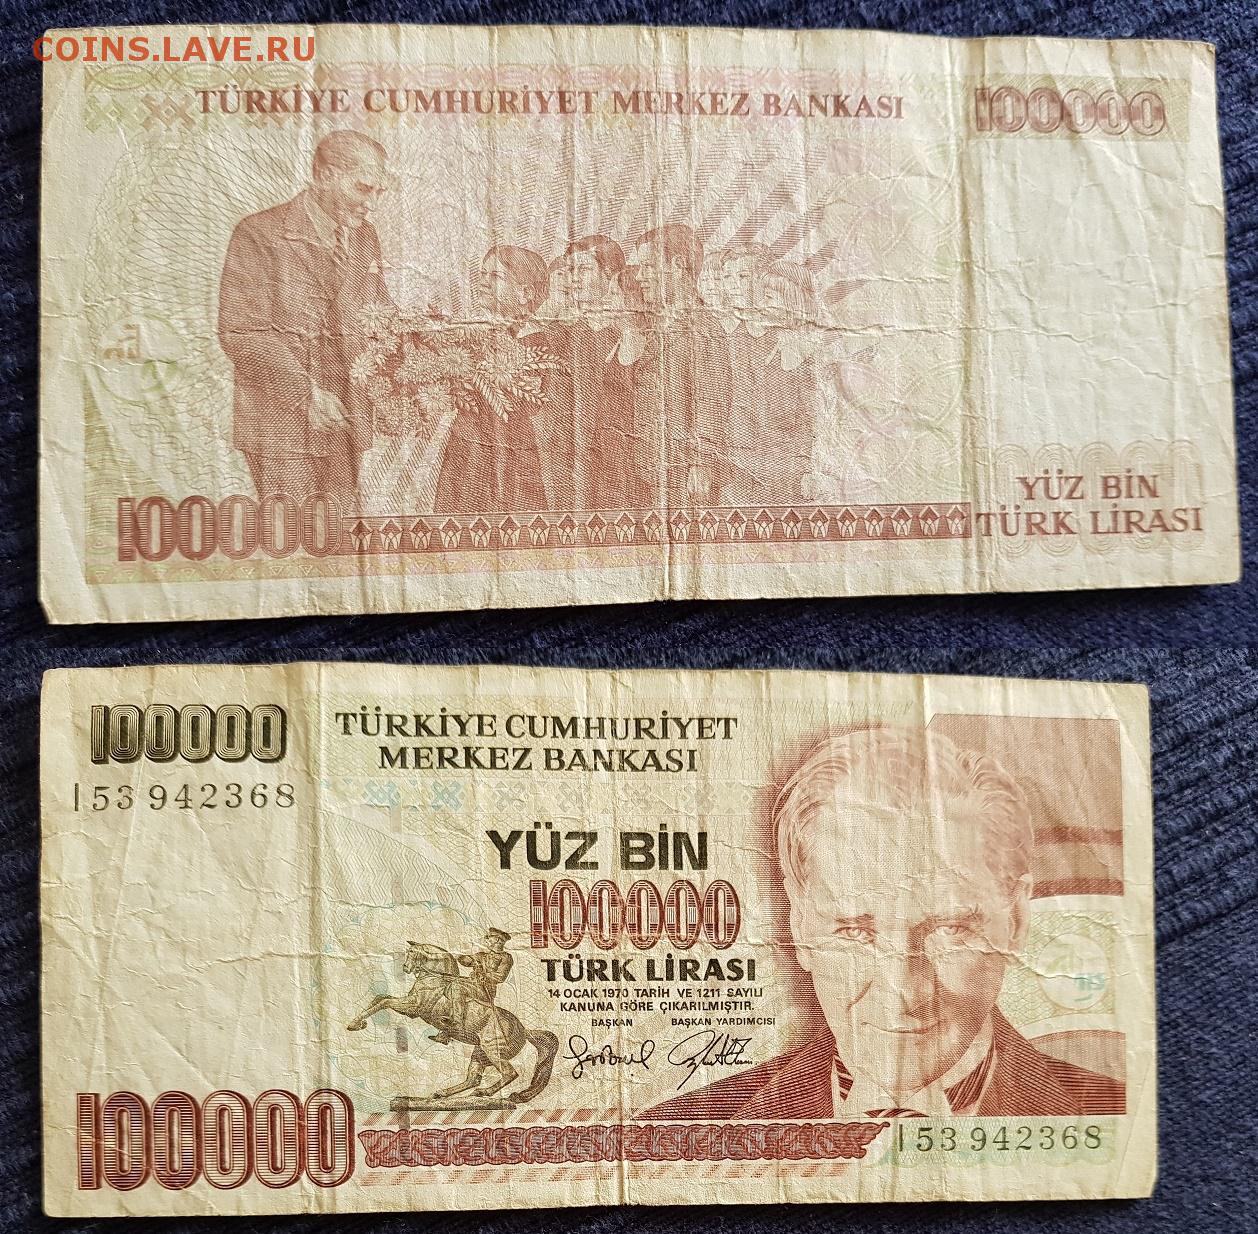 COINS.LAVE.RU
TÜRKİYE CUMHURİYET MERKEZ BANKASI
100000
100000
YÜZ BİN
TÜRK LİRASI
100000
TÜRKİYE CUMHURİYET
MERKEZ BANKASI
I53 942368
YÜZ BİN
100000
TÜRK LİRASI
14 OCAK 1970 TARİH VE 1211 SAYILI
KANUNA GÖRE ÇIKARILMIŞTIR.
BAŞKAN BAŞKAN YARDIMCISI
100000
I53 942368